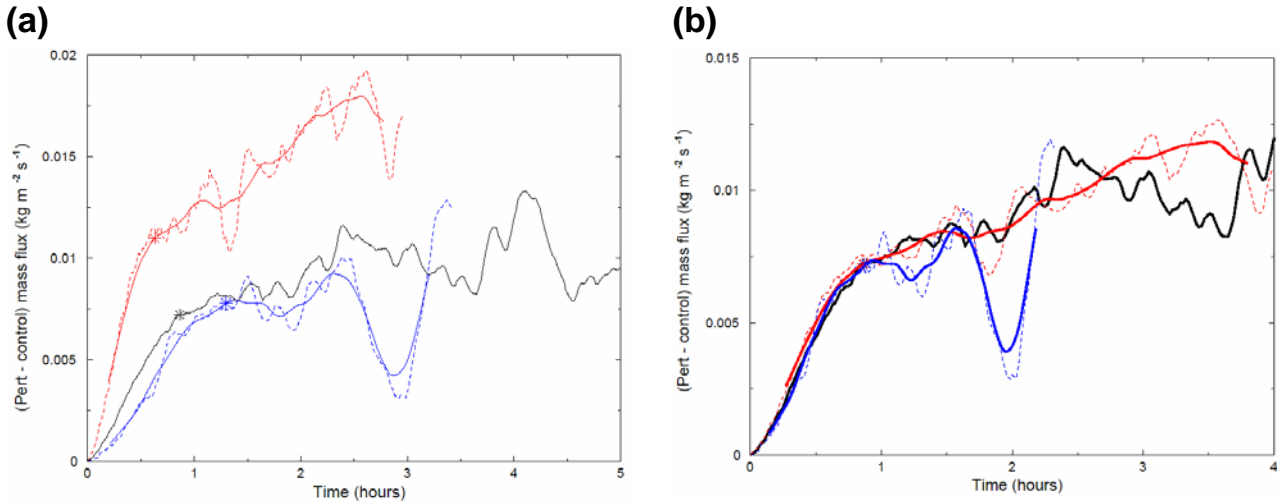 (a)
(b)
0.02
0.015
0.01
0.005
0
(Pert - control) mass flux (kg m⁻² s⁻¹)
0 1 2 3 4 5
Time (hours)
0.015
0.01
0.005
0
(Pert - control) mass flux (kg m⁻² s⁻¹)
0 1 2 3 4
Time (hours)